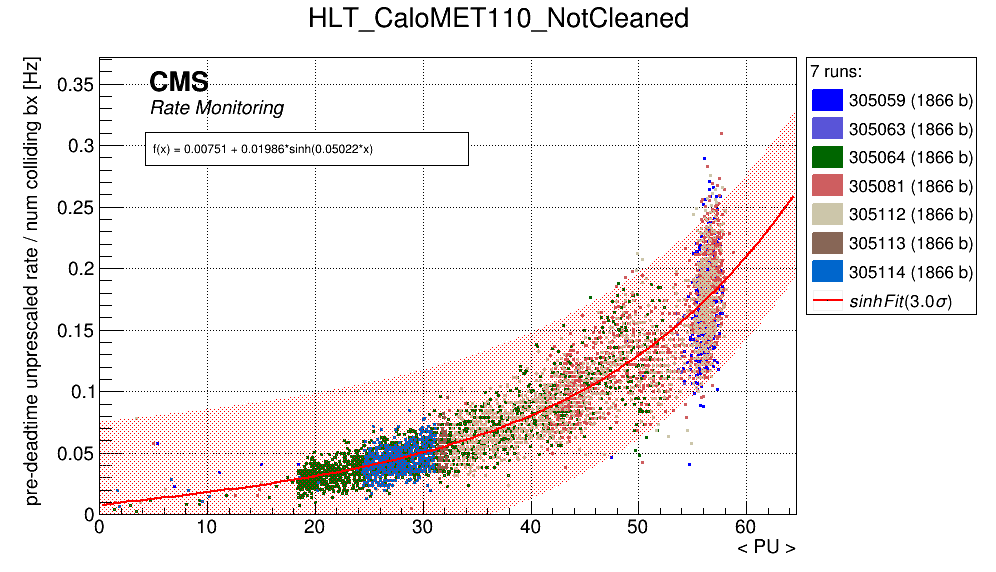 HLT_CaloMET110_NotCleaned
pre-deadtime unprescaled rate / num colliding bx [Hz]
0.35
0.3
0.25
0.2
0.15
0.1
0.05
0
CMS
Rate Monitoring
f(x) = 0.00751 + 0.01986*sinh(0.05022*x)
0 10 20 30 40 50 60
< PU >
7 runs:
305059 (1866 b)
305063 (1866 b)
305064 (1866 b)
305081 (1866 b)
305112 (1866 b)
305113 (1866 b)
305114 (1866 b)
sinhFit(3.0σ)